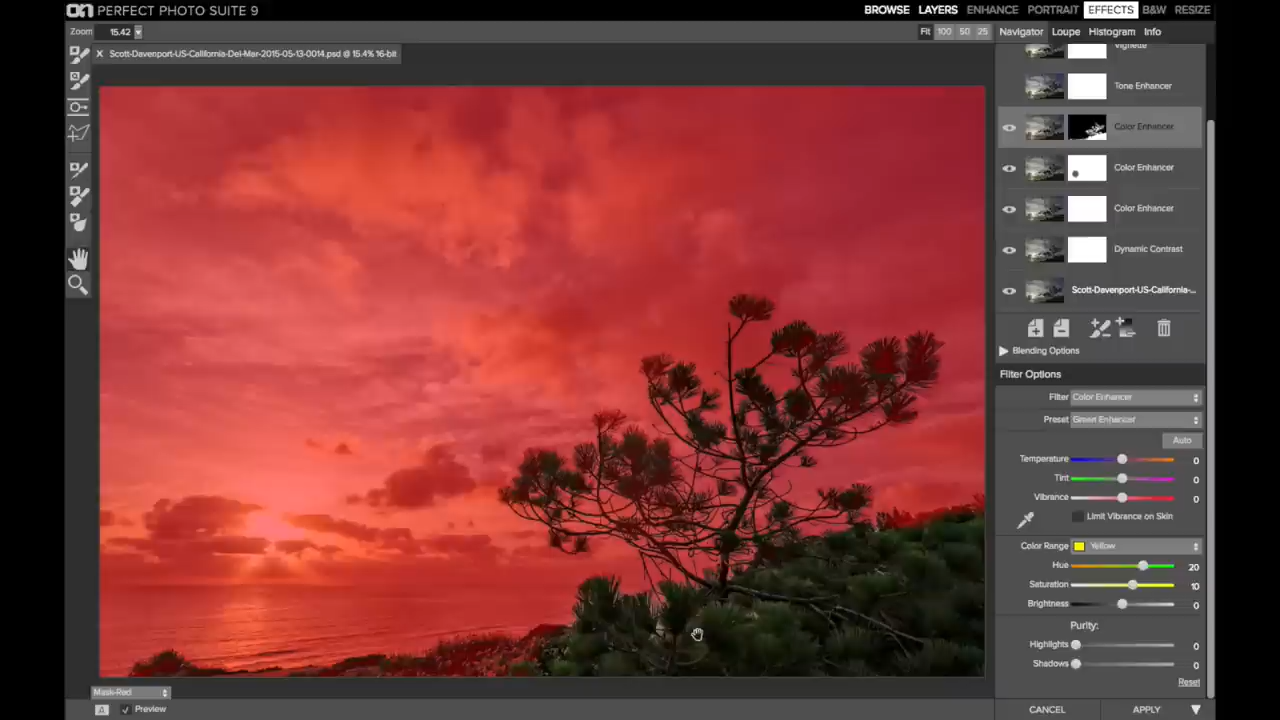 on PERFECT PHOTO SUITE 9
BROWSE LAYERS ENHANCE PORTRAIT EFFECTS B&W RESIZE
Zoom 15.42
Fit 100 50 25
Navigator Loupe Histogram Info
X Scott-Davenport-US-California-Del-Mar-2015-05-13-0014.psd @ 15.4% 16-bit
Vignette
Tone Enhancer
Color Enhancer
Color Enhancer
Color Enhancer
Dynamic Contrast
Scott-Davenport-US-California-...
Blending Options
Filter Options
Filter Color Enhancer
Preset Green Enhancer
Auto
Temperature 0
Tint 0
Vibrance 0
Limit Vibrance on Skin
Color Range Yellow
Hue 20
Saturation 10
Brightness 0
Purity:
Highlights 0
Shadows 0
Reset
Mask-Red
A Preview
CANCEL APPLY